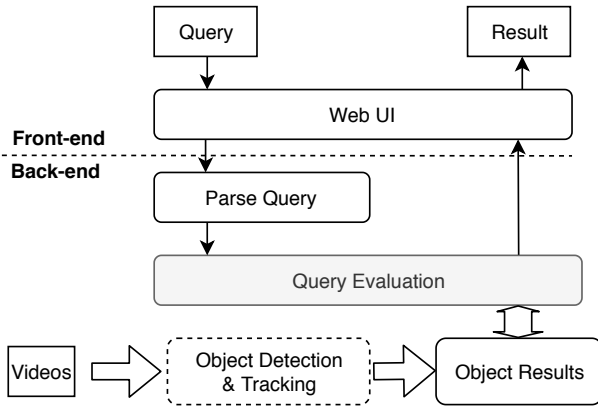 Query
Result
Web UI
Front-end
Back-end
Parse Query
Query Evaluation
Videos
Object Detection
& Tracking
Object Results